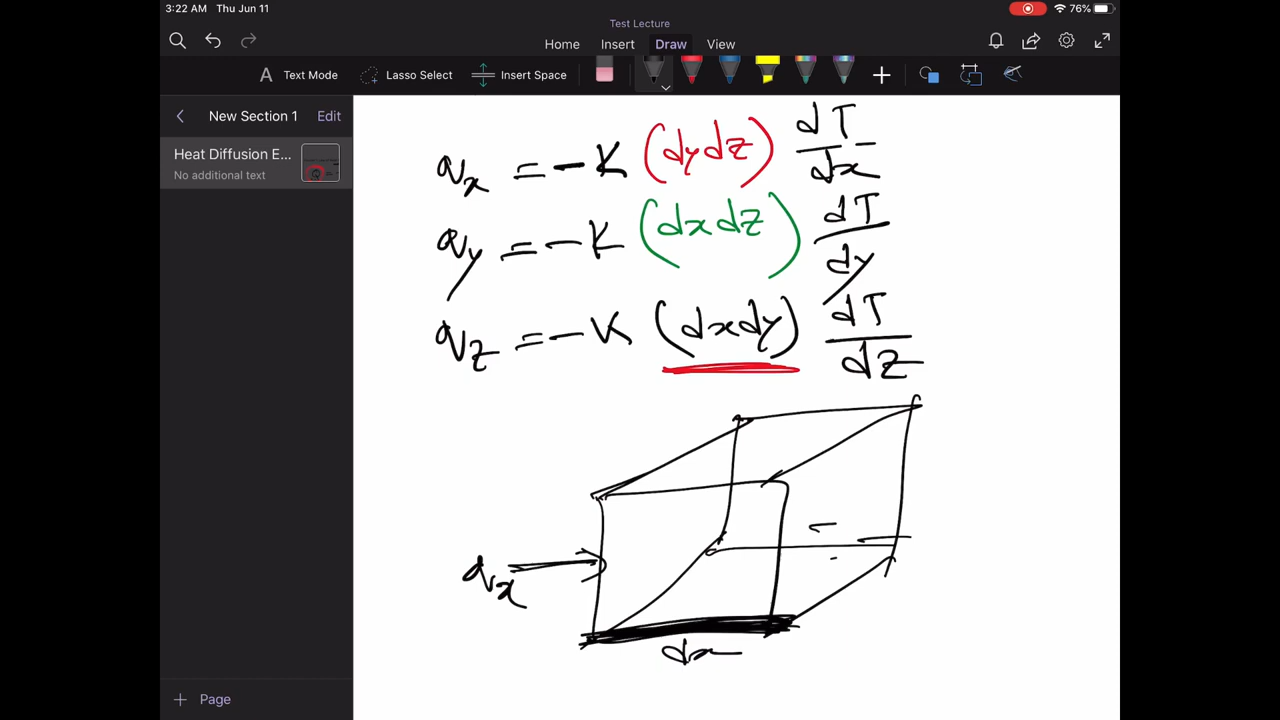 3:22 AM Thu Jun 11
76%
Test Lecture
Home Insert Draw View
Text Mode Lasso Select Insert Space
New Section 1 Edit
Heat Diffusion E...
No additional text
qx = -K (dydz) dT/dx
qy = -K (dxdz) dT/dy
qz = -K (dxdy) dT/dz
qx
dx
+ Page